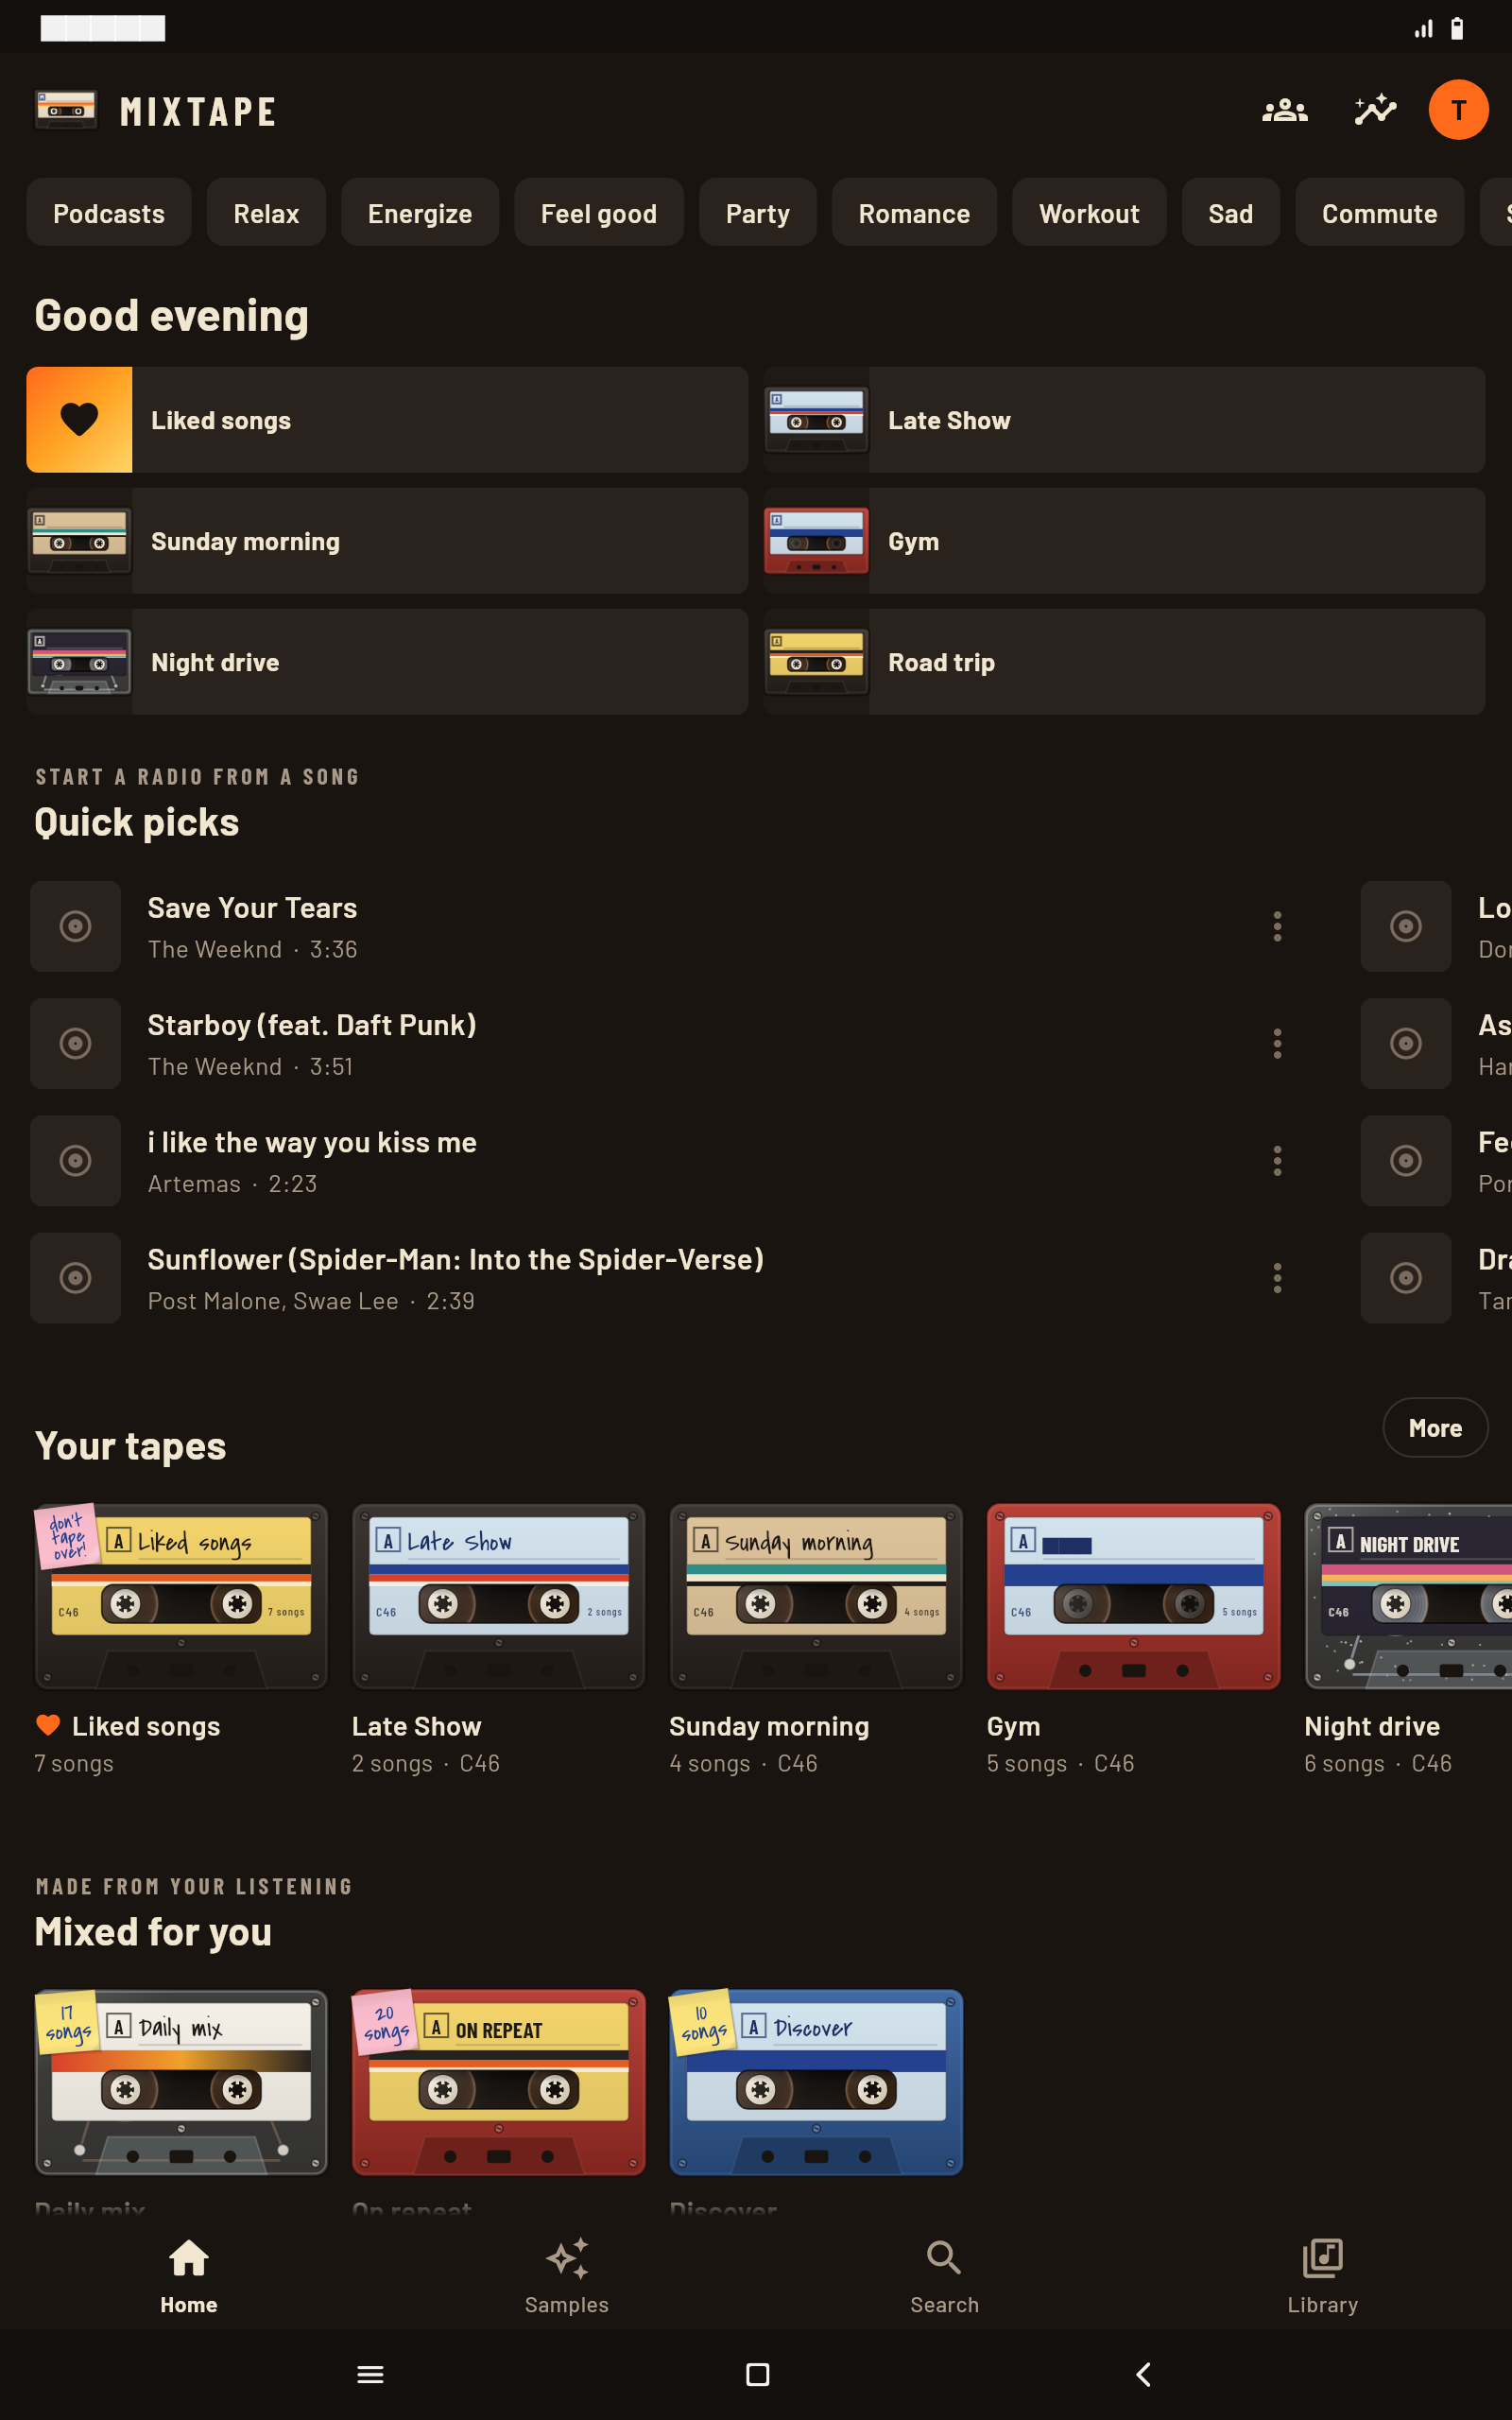 MIXTAPE
T
Podcasts
Relax
Energize
Feel good
Party
Romance
Workout
Sad
Commute
Good evening
Liked songs
Late Show
Sunday morning
Gym
Night drive
Road trip
START A RADIO FROM A SONG
Quick picks
Save Your Tears
The Weeknd · 3:36
Starboy (feat. Daft Punk)
The Weeknd · 3:51
i like the way you kiss me
Artemas · 2:23
Sunflower (Spider-Man: Into the Spider-Verse)
Post Malone, Swae Lee · 2:39
Your tapes
More
don't
tape
over!
A Liked songs
C46
7 songs
A Late Show
C46
2 songs
A Sunday morning
C46
4 songs
A
C46
5 songs
A NIGHT DRIVE
C46
Liked songs
7 songs
Late Show
2 songs · C46
Sunday morning
4 songs · C46
Gym
5 songs · C46
Night drive
6 songs · C46
MADE FROM YOUR LISTENING
Mixed for you
17
songs
A Daily mix
20
songs
A ON REPEAT
10
songs
A Discover
Daily mix
On repeat
Discover
Home
Samples
Search
Library